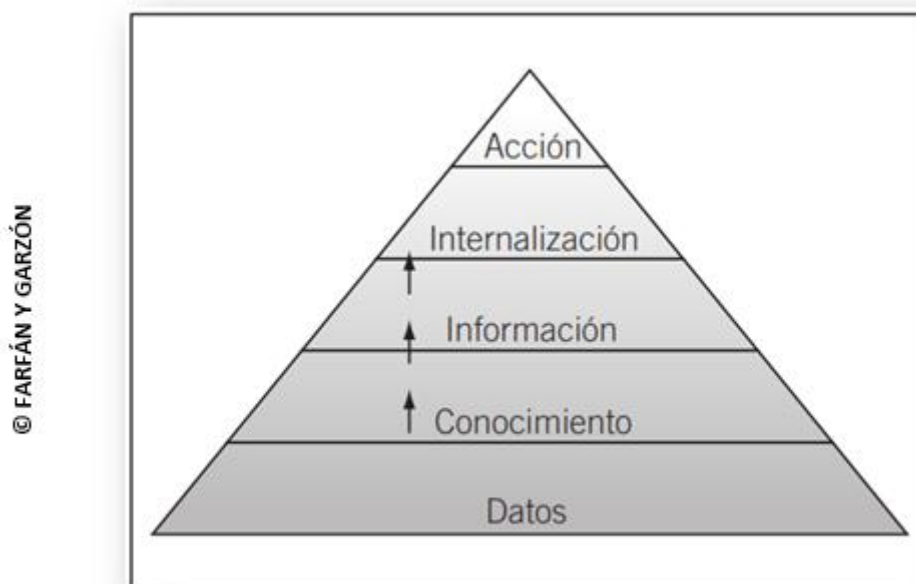 © FARFÁN Y GARZÓN
Acción
Internalización
Información
Conocimiento
Datos